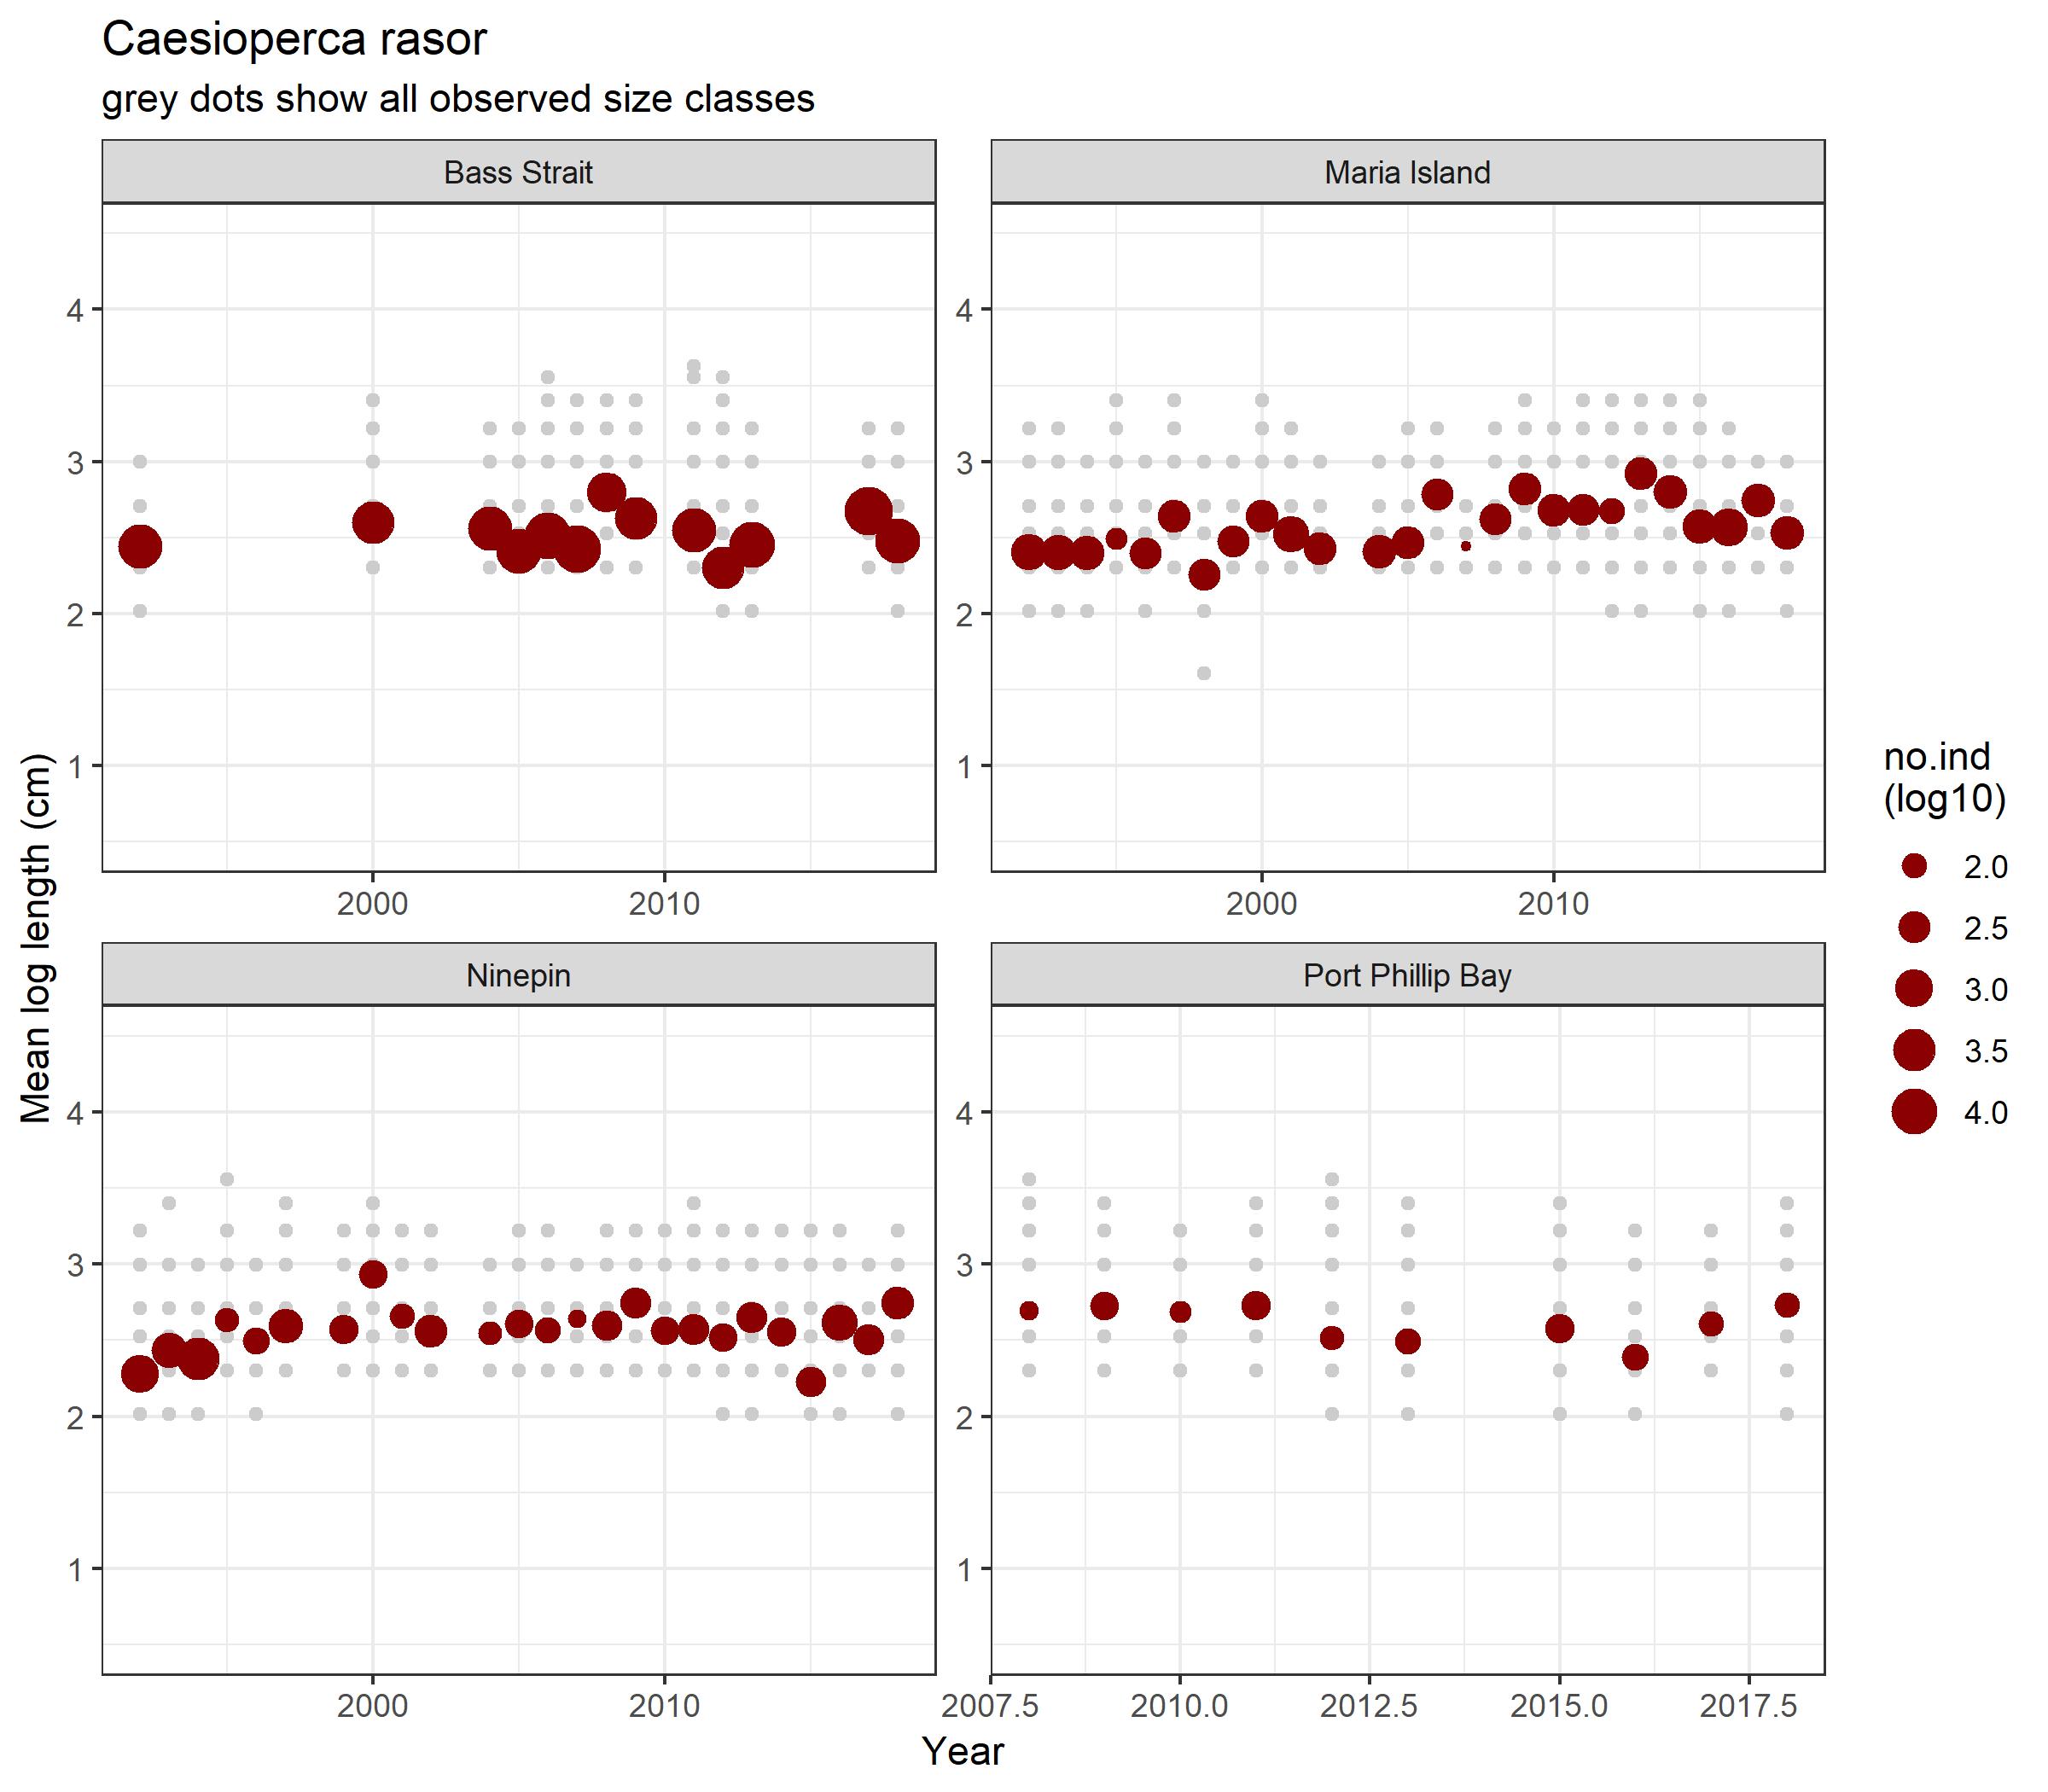 Caesioperca rasor
grey dots show all observed size classes
Bass Strait
Maria Island
4
3
2
1
4
3
2
1
2000 2010
2000 2010
Ninepin
Port Phillip Bay
4
3
2
1
4
3
2
1
2000 2010
2007.5 2010.0 2012.5 2015.0 2017.5
Mean log length (cm)
Year
no.ind
(log10)
2.0
2.5
3.0
3.5
4.0